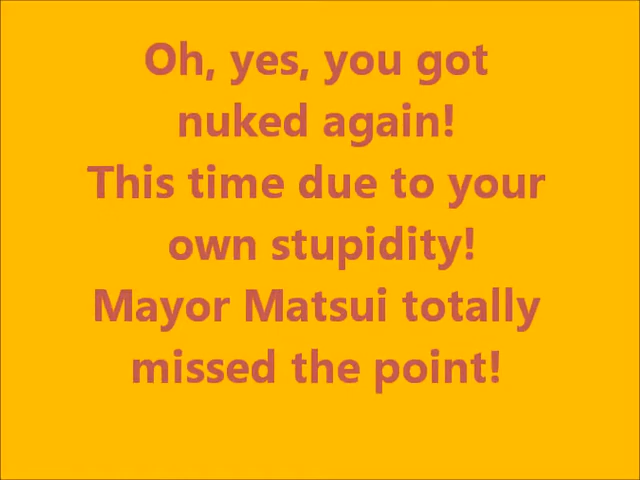 Oh, yes, you got
nuked again!
This time due to your
own stupidity!
Mayor Matsui totally
missed the point!